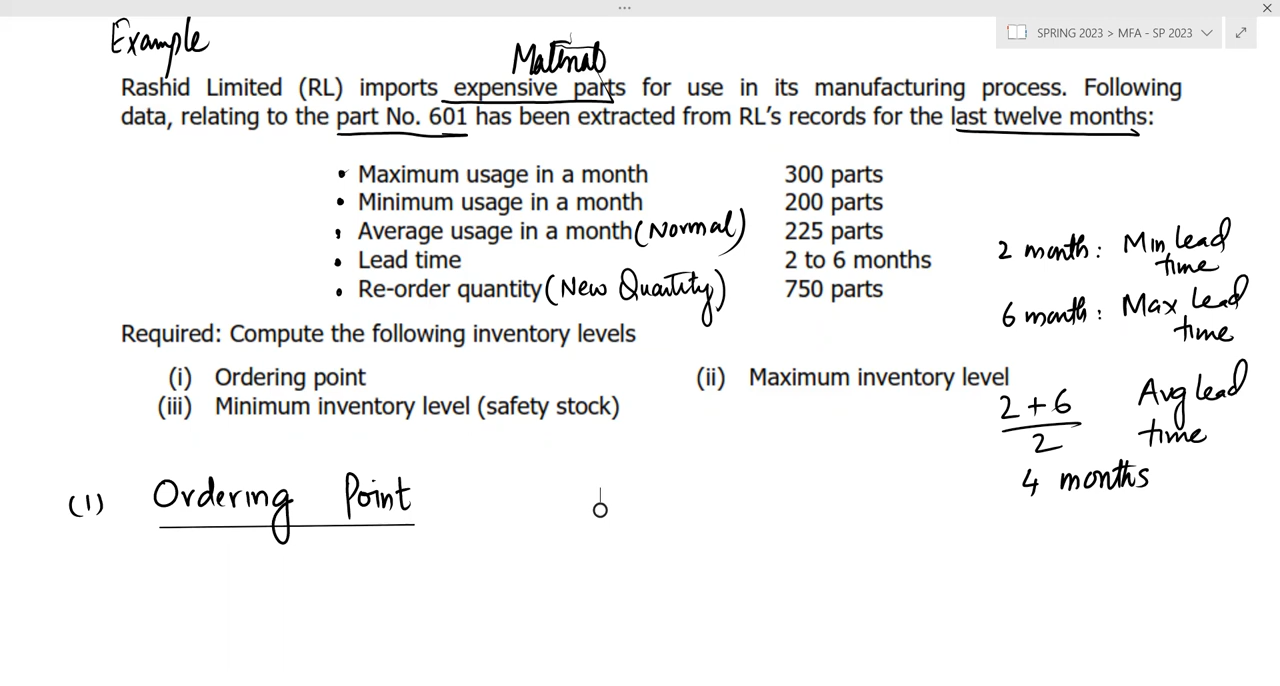 SPRING 2023 > MFA - SP 2023
Example
Material
Rashid Limited (RL) imports expensive parts for use in its manufacturing process. Following
data, relating to the part No. 601 has been extracted from RL's records for the last twelve months:
• Maximum usage in a month 300 parts
• Minimum usage in a month 200 parts
• Average usage in a month (Normal) 225 parts
• Lead time 2 to 6 months
• Re-order quantity (New Quantity) 750 parts
2 month: Min lead
time
6 month: Max lead
time
Required: Compute the following inventory levels
(i) Ordering point (ii) Maximum inventory level
(iii) Minimum inventory level (safety stock)
2 + 6 Avg lead
2 time
4 months
(1) Ordering Point